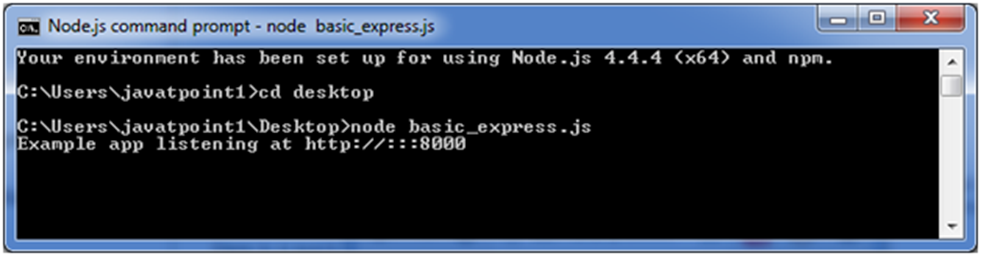 Node.js command prompt - node  basic_express.js
Your environment has been set up for using Node.js 4.4.4 (x64) and npm.
C:\Users\javatpoint1>cd desktop
C:\Users\javatpoint1\Desktop>node basic_express.js
Example app listening at http://:::8000